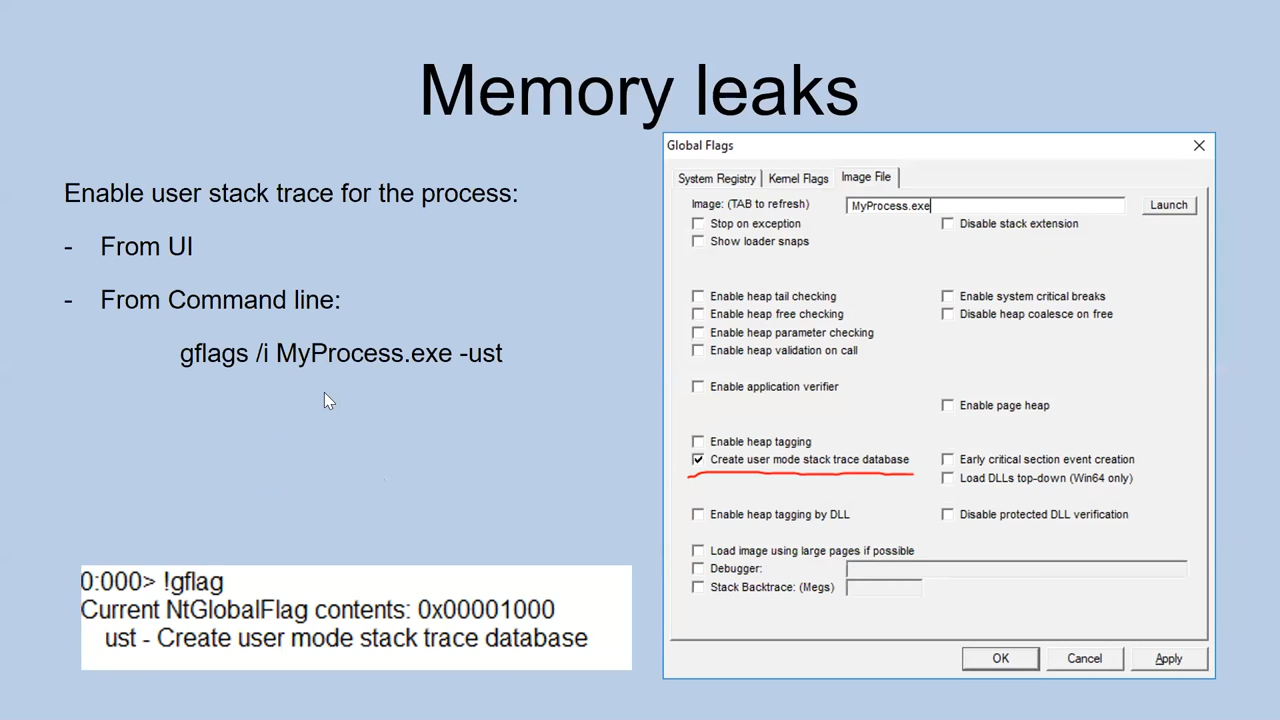 Memory leaks
Enable user stack trace for the process:
- From UI
- From Command line:
gflags /i MyProcess.exe -ust
0:000> !gflag
Current NtGlobalFlag contents: 0x00001000
ust - Create user mode stack trace database
Global Flags
System Registry Kernel Flags Image File
Image: (TAB to refresh) MyProcess.exe Launch
Stop on exception Disable stack extension
Show loader snaps
Enable heap tail checking Enable system critical breaks
Enable heap free checking Disable heap coalesce on free
Enable heap parameter checking
Enable heap validation on call
Enable application verifier
Enable page heap
Enable heap tagging
Create user mode stack trace database Early critical section event creation
Load DLLs top-down (Win64 only)
Enable heap tagging by DLL Disable protected DLL verification
Load image using large pages if possible
Debugger:
Stack Backtrace: (Megs)
OK Cancel Apply